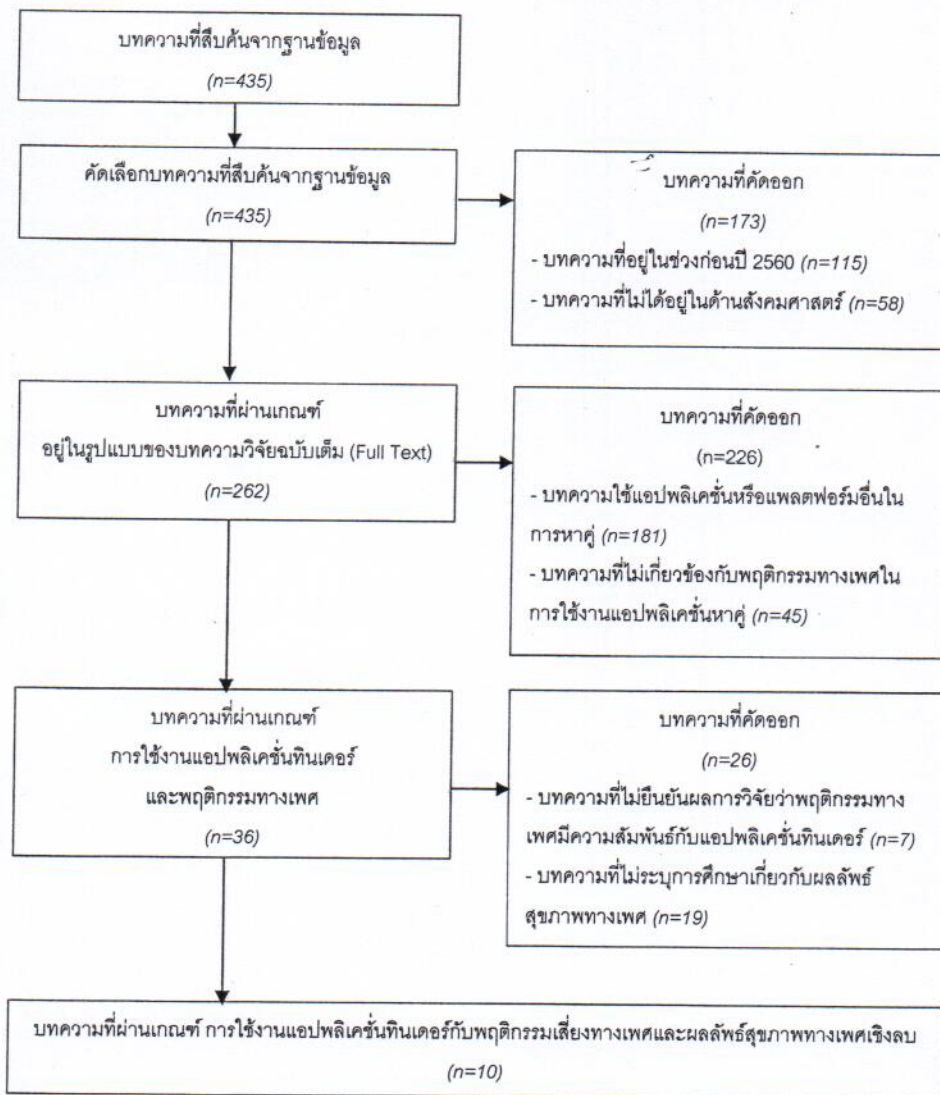 บทความที่สืบค้นจากฐานข้อมูล
(n=435)
คัดเลือกบทความที่สืบค้นจากฐานข้อมูล
(n=435)
บทความที่คัดออก
(n=173)
- บทความที่อยู่ในช่วงก่อนปี 2560 (n=115)
- บทความที่ไม่ได้อยู่ในด้านสังคมศาสตร์ (n=58)
บทความที่ผ่านเกณฑ์
อยู่ในรูปแบบของบทความวิจัยฉบับเต็ม (Full Text)
(n=262)
บทความที่คัดออก
(n=226)
- บทความใช้แอปพลิเคชั่นหรือแพลตฟอร์มอื่นใน
การหาคู่ (n=181)
- บทความที่ไม่เกี่ยวข้องกับพฤติกรรมทางเพศใน
การใช้งานแอปพลิเคชั่นหาคู่ (n=45)
บทความที่ผ่านเกณฑ์
การใช้งานแอปพลิเคชั่นทินเดอร์
และพฤติกรรมทางเพศ
(n=36)
บทความที่คัดออก
(n=26)
- บทความที่ไม่ยืนยันผลการวิจัยว่าพฤติกรรมทาง
เพศมีความสัมพันธ์กับแอปพลิเคชั่นทินเดอร์ (n=7)
- บทความที่ไม่ระบุการศึกษาเกี่ยวกับผลลัพธ์
สุขภาพทางเพศ (n=19)
บทความที่ผ่านเกณฑ์ การใช้งานแอปพลิเคชั่นทินเดอร์กับพฤติกรรมเสี่ยงทางเพศและผลลัพธ์สุขภาพทางเพศเชิงลบ
(n=10)